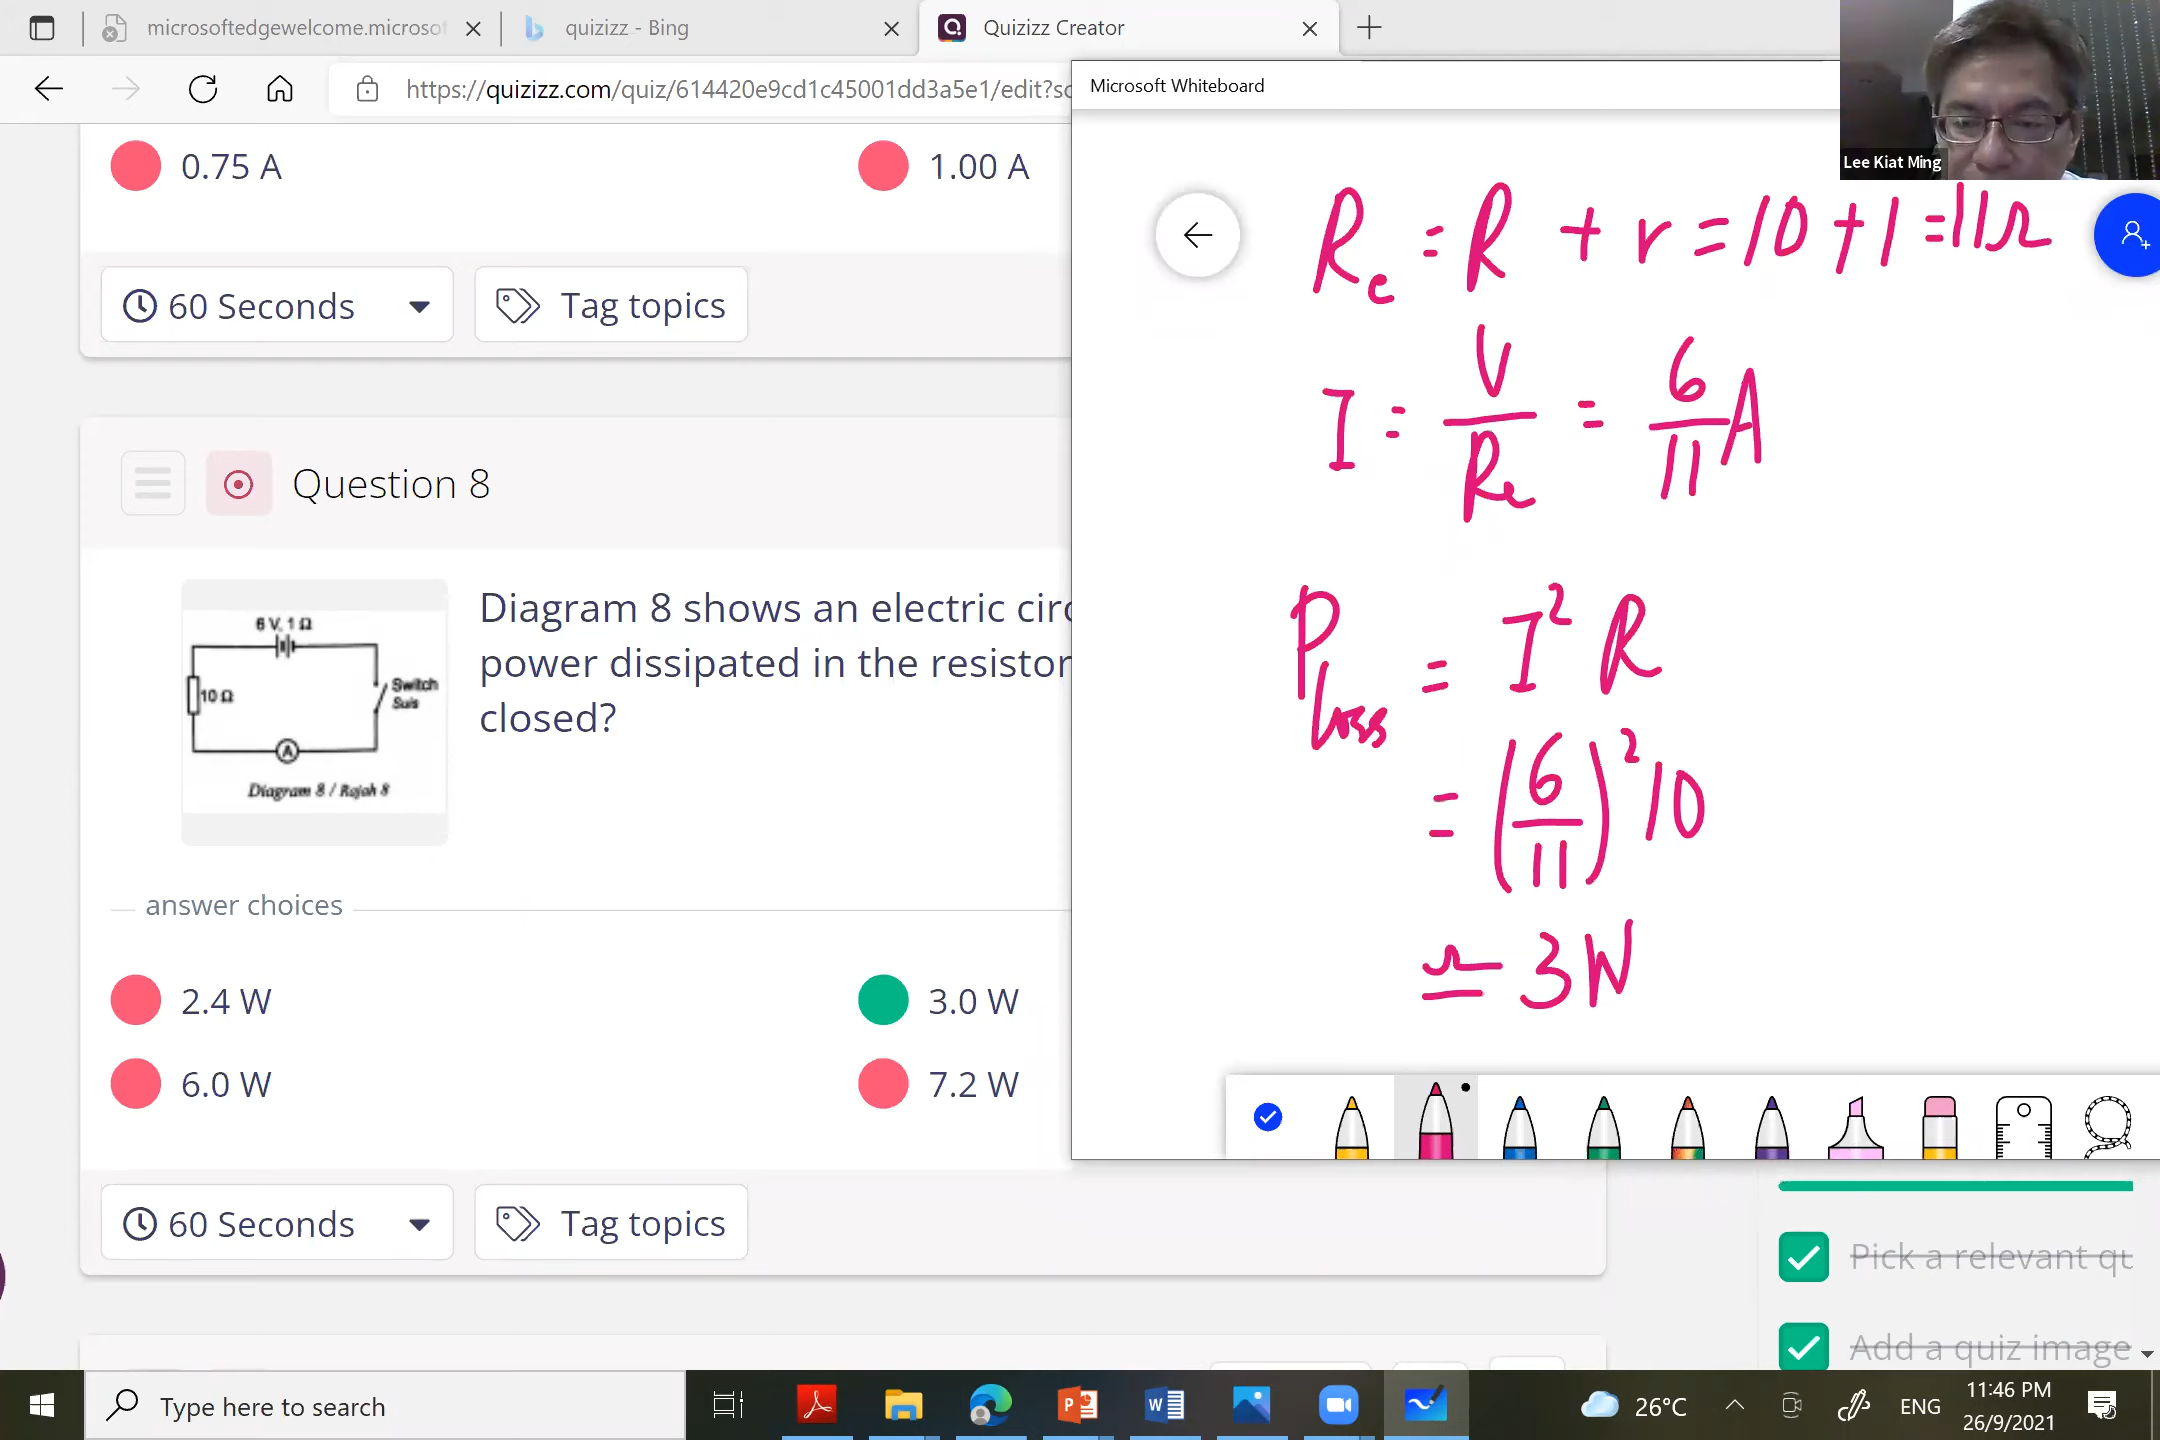 microsoftedgewelcome.microsof
quizizz - Bing
Quizizz Creator
https://quizizz.com/quiz/614420e9cd1c45001dd3a5e1/edit?so
Microsoft Whiteboard
Lee Kiat Ming
0.75 A
1.00 A
60 Seconds
Tag topics
Question 8
6 V, 1 Ω
10 Ω
Switch
Suis
A
Diagram 8 / Rajah 8
Diagram 8 shows an electric circ
power dissipated in the resistor
closed?
answer choices
2.4 W
3.0 W
6.0 W
7.2 W
60 Seconds
Tag topics
Re = R + r = 10 + 1 = 11Ω
I = V/Re = 6/11 A
Ploss = I² R
= (6/11)² 10
≃ 3W
Pick a relevant qu
Add a quiz image
Type here to search
26°C
ENG
11:46 PM
26/9/2021